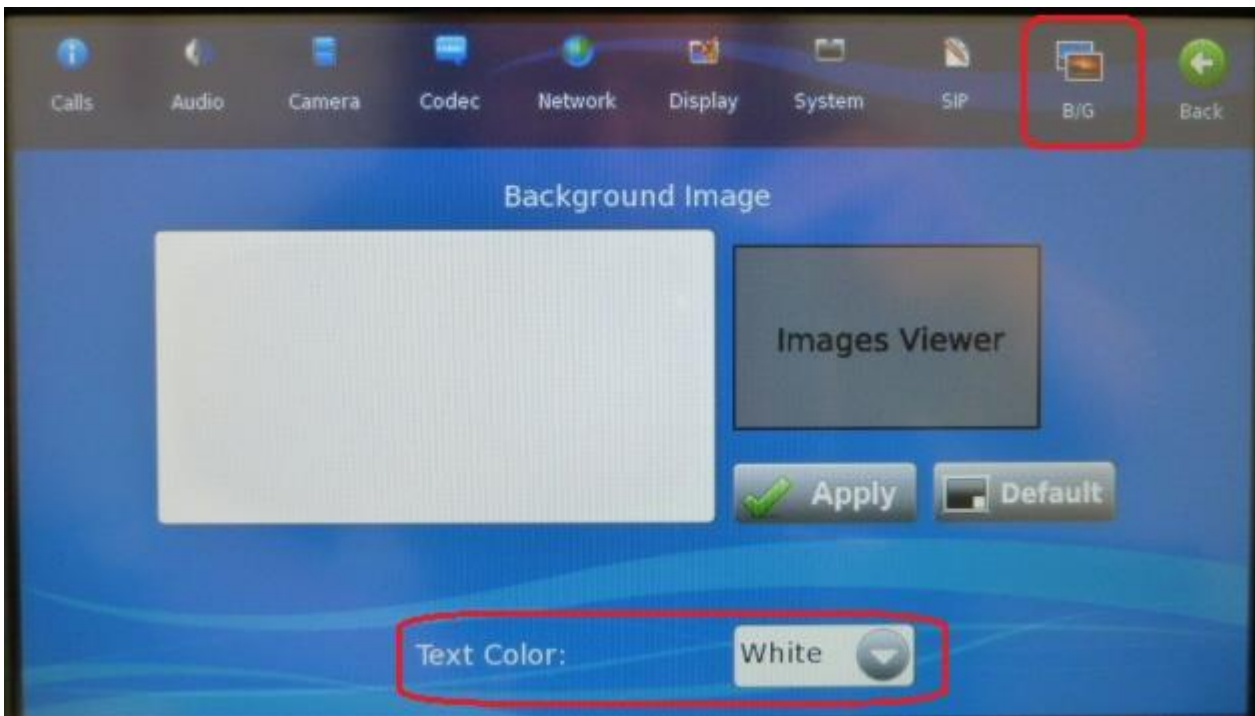 Calls Audio Camera Codec Network Display System SIP B/G Back
Background Image
Images Viewer
Apply Default
Text Color: White